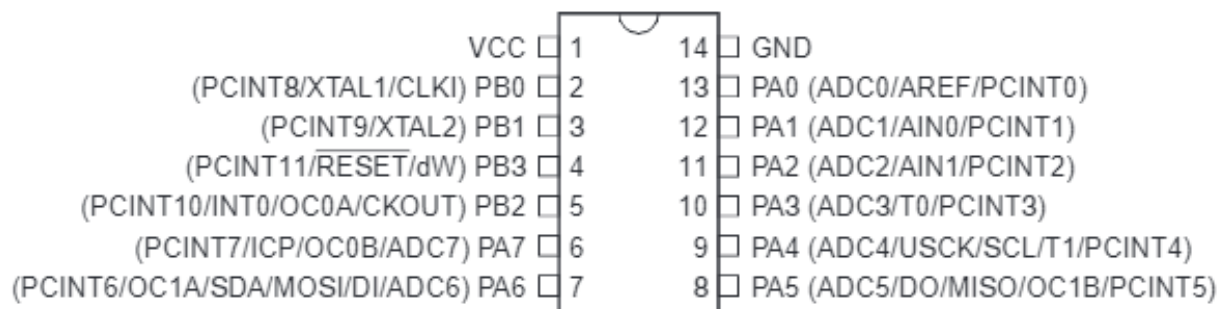 VCC 1 14 GND
(PCINT8/XTAL1/CLKI) PB0 2 13 PA0 (ADC0/AREF/PCINT0)
(PCINT9/XTAL2) PB1 3 12 PA1 (ADC1/AIN0/PCINT1)
(PCINT11/RESET/dW) PB3 4 11 PA2 (ADC2/AIN1/PCINT2)
(PCINT10/INT0/OC0A/CKOUT) PB2 5 10 PA3 (ADC3/T0/PCINT3)
(PCINT7/ICP/OC0B/ADC7) PA7 6 9 PA4 (ADC4/USCK/SCL/T1/PCINT4)
(PCINT6/OC1A/SDA/MOSI/DI/ADC6) PA6 7 8 PA5 (ADC5/DO/MISO/OC1B/PCINT5)